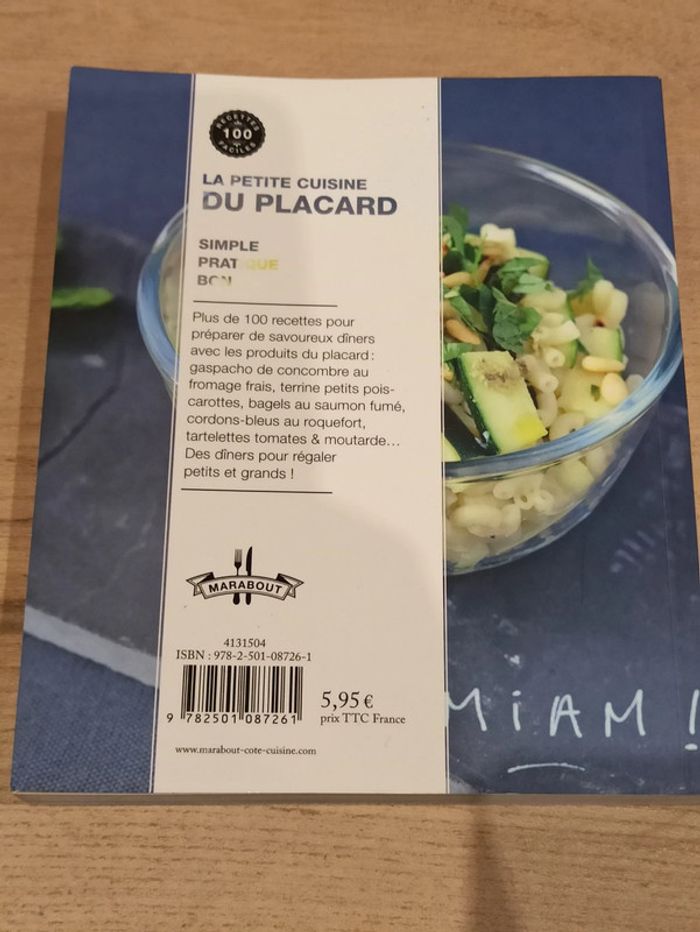 RECETTES
100
FACILES
LA PETITE CUISINE
DU PLACARD
SIMPLE
PRATIQUE
BON
Plus de 100 recettes pour
préparer de savoureux dîners
avec les produits du placard :
gaspacho de concombre au
fromage frais, terrine petits pois-
carottes, bagels au saumon fumé,
cordons-bleus au roquefort,
tartelettes tomates & moutarde...
Des dîners pour régaler
petits et grands !
MARABOUT
4131504
ISBN : 978-2-501-08726-1
9 782501 087261
5,95 €
prix TTC France
www.marabout-cote-cuisine.com
MiAM !